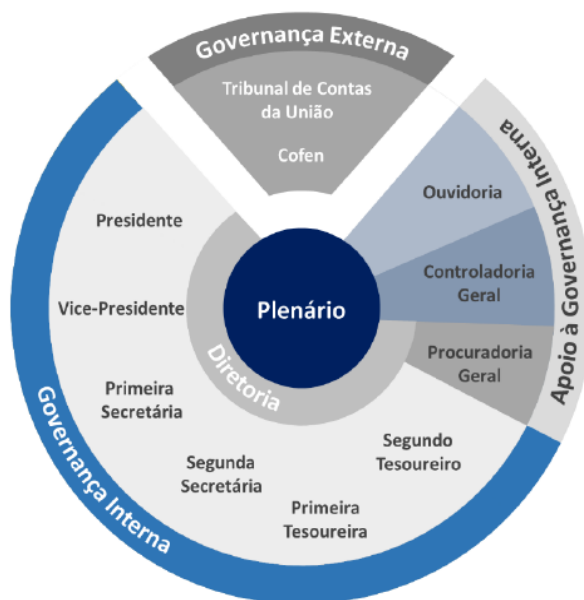 Governança Externa
Tribunal de Contas
da União
Cofen
Apoio à Governança Interna
Ouvidoria
Controladoria
Geral
Procuradoria
Geral
Plenário
Diretoria
Presidente
Vice-Presidente
Primeira
Secretária
Segunda
Secretária
Primeira
Tesoureira
Segundo
Tesoureiro
Governança Interna